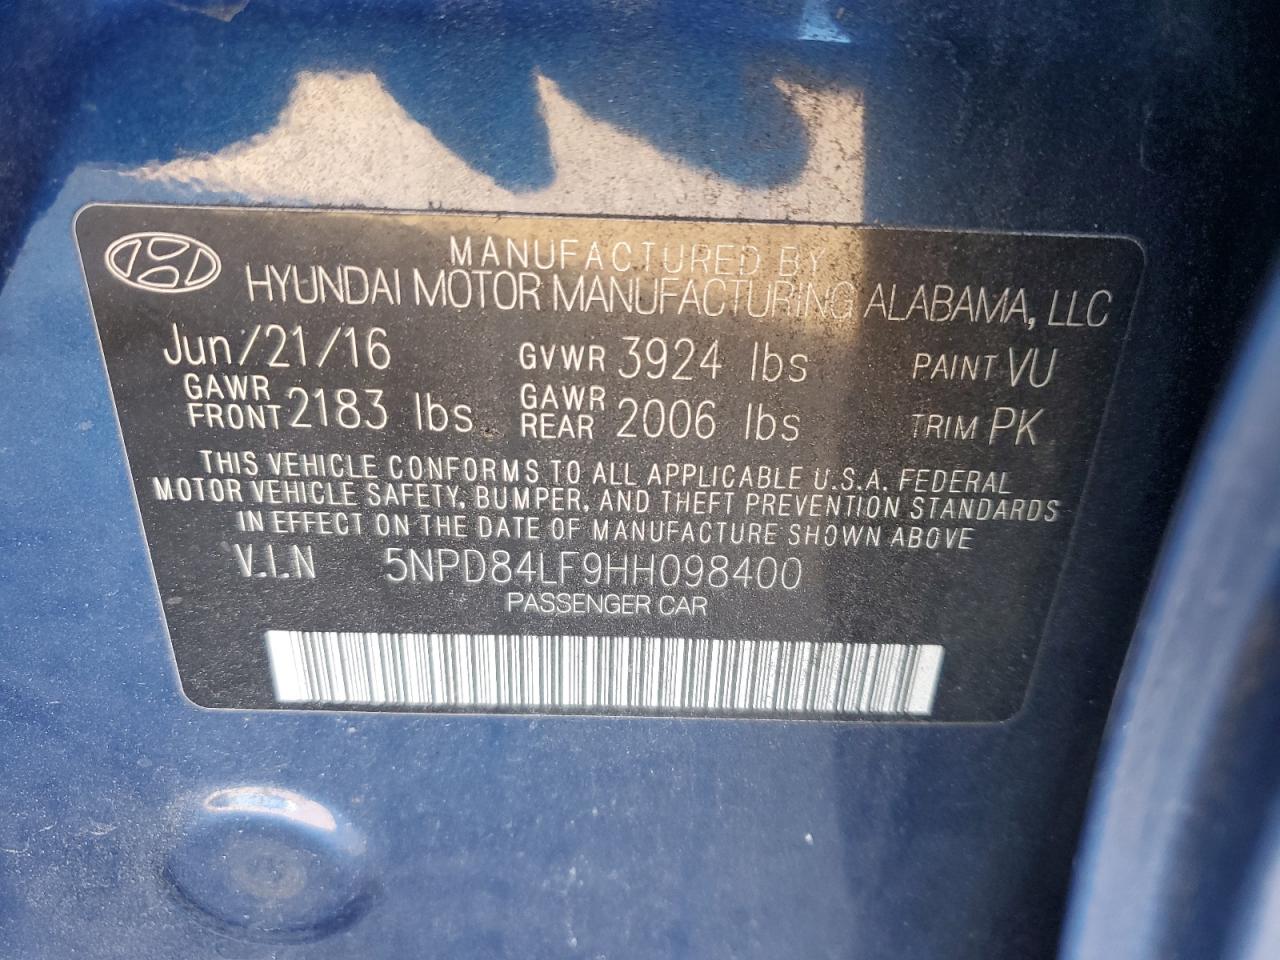 MANUFACTURED BY
HYUNDAI MOTOR MANUFACTURING ALABAMA, LLC
Jun/21/16 GVWR 3924 lbs PAINT VU
GAWR FRONT 2183 lbs GAWR REAR 2006 lbs TRIM PK
THIS VEHICLE CONFORMS TO ALL APPLICABLE U.S.A. FEDERAL
MOTOR VEHICLE SAFETY, BUMPER, AND THEFT PREVENTION STANDARDS
IN EFFECT ON THE DATE OF MANUFACTURE SHOWN ABOVE
V.I.N 5NPD84LF9HH098400
PASSENGER CAR